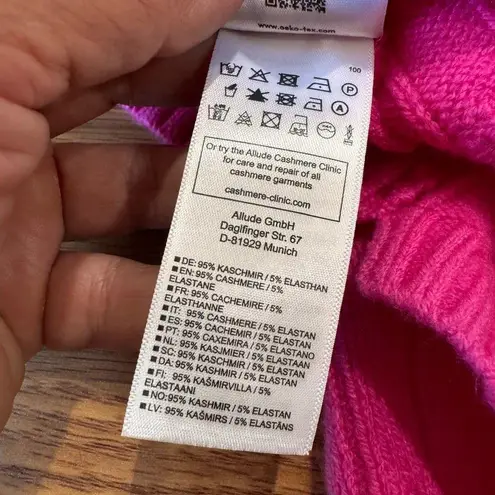 www.oeko-tex.com
100
P
A
Or try the Allude Cashmere Clinic
for care and repair of all
cashmere garments
cashmere-clinic.com
Allude GmbH
Daglfinger Str. 67
D-81929 Munich
■ DE: 95% KASCHMIR / 5% ELASTHAN
■ EN: 95% CASHMERE / 5%
ELASTANE
■ FR: 95% CACHEMIRE / 5%
ELASTHANNE
■ IT: 95% CASHMERE / 5% ELASTAN
■ ES: 95% CACHEMIR / 5% ELASTAN
■ PT: 95% CAXEMIRA / 5% ELASTANO
■ NL: 95% KASJMIER / 5% ELASTAAN
■ SC: 95% KASCHMIR / 5% ELASTAN
■ DA: 95% KASHMIR / 5% ELASTAN
■ FI: 95% KAŠMIRVILLA / 5%
ELASTAANI
■ NO: 95% KASHMIR / 5% ELASTAN
■ LV: 95% KAŠMIRS / 5% ELASTĀNS